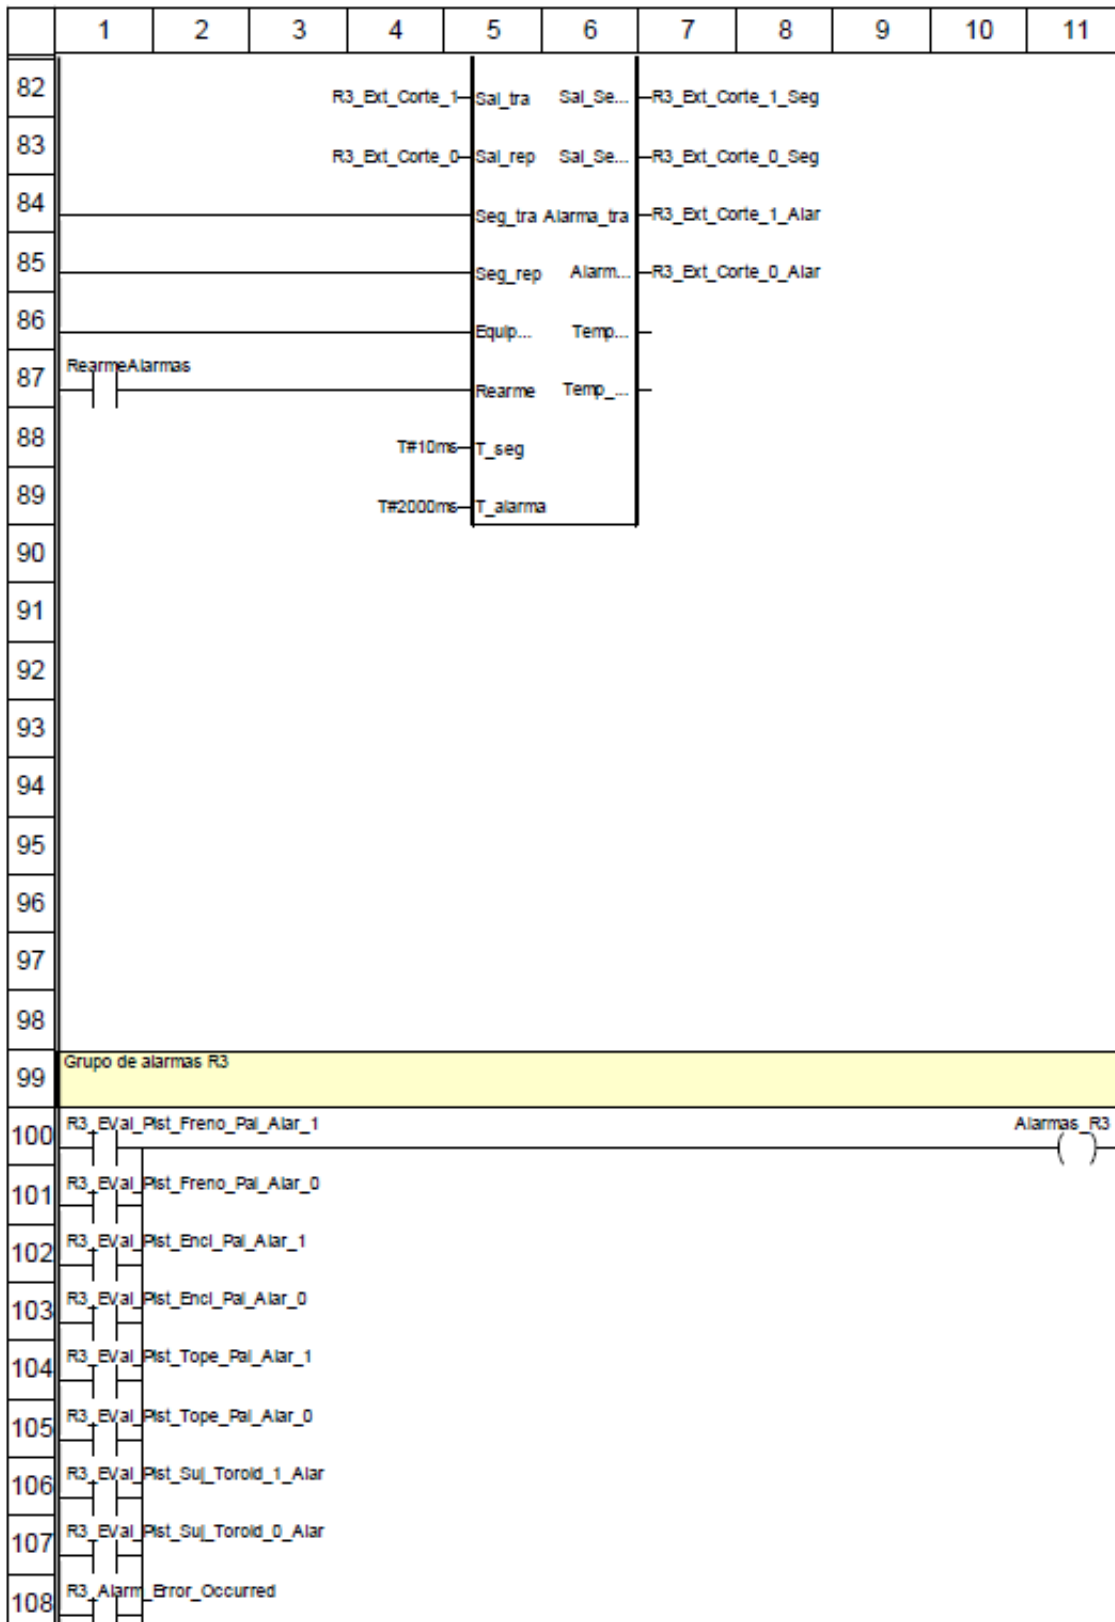 1 2 3 4 5 6 7 8 9 10 11
82 R3_Ext_Corte_1 Sal_tra Sal_Se... R3_Ext_Corte_1_Seg
83 R3_Ext_Corte_0 Sal_rep Sal_Se... R3_Ext_Corte_0_Seg
84 Seg_tra Alarma_tra R3_Ext_Corte_1_Alar
85 Seg_rep Alarm... R3_Ext_Corte_0_Alar
86 Equip... Temp...
RearmeAlarmas
87 Rearme Temp_...
88 T#10ms T_seg
89 T#2000ms T_alarma
90
91
92
93
94
95
96
97
98
99 Grupo de alarmas R3
100 R3_EVal_Pist_Freno_Pal_Alar_1 Alarmas_R3
101 R3_EVal_Pist_Freno_Pal_Alar_0
102 R3_EVal_Pist_Encl_Pal_Alar_1
103 R3_EVal_Pist_Encl_Pal_Alar_0
104 R3_EVal_Pist_Tope_Pal_Alar_1
105 R3_EVal_Pist_Tope_Pal_Alar_0
106 R3_EVal_Pist_Suj_Toroid_1_Alar
107 R3_EVal_Pist_Suj_Toroid_0_Alar
108 R3_Alarm_Error_Occurred